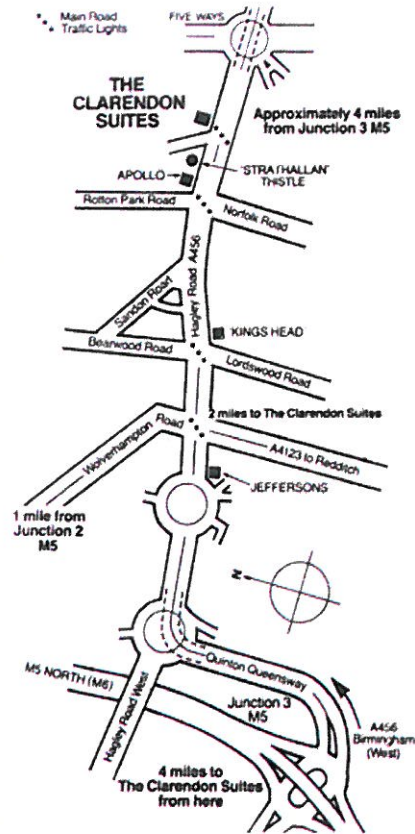 Main Road
Traffic Lights
FIVE WAYS
THE
CLARENDON
SUITES
Approximately 4 miles
from Junction 3 M5
APOLLO
'STRATHALLAN'
THISTLE
Rotton Park Road
Norfolk Road
Hagley Road A456
Sandon Road
'KINGS HEAD
Bearwood Road
Lordswood Road
2 miles to The Clarendon Suites
Wolverhampton Road
A4123 to Redditch
JEFFERSONS
1 mile from
Junction 2
M5
N
M5 NORTH (M6)
Quinton Queensway
Hagley Road West
Junction 3
M5
A456
Birmingham
(West)
4 miles to
The Clarendon Suites
from here